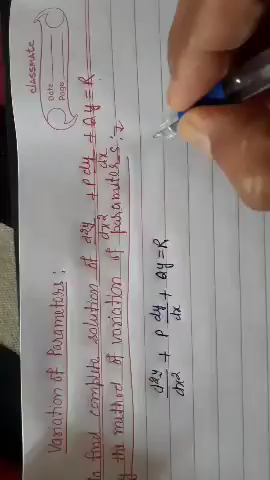 classmate
Date
Page
Variation of Parameters:
To find complete solution of d²y/dx² + P dy/dx + Qy = R
by the method of variation of parameters:-
d²y/dx² + P dy/dx + Qy = R